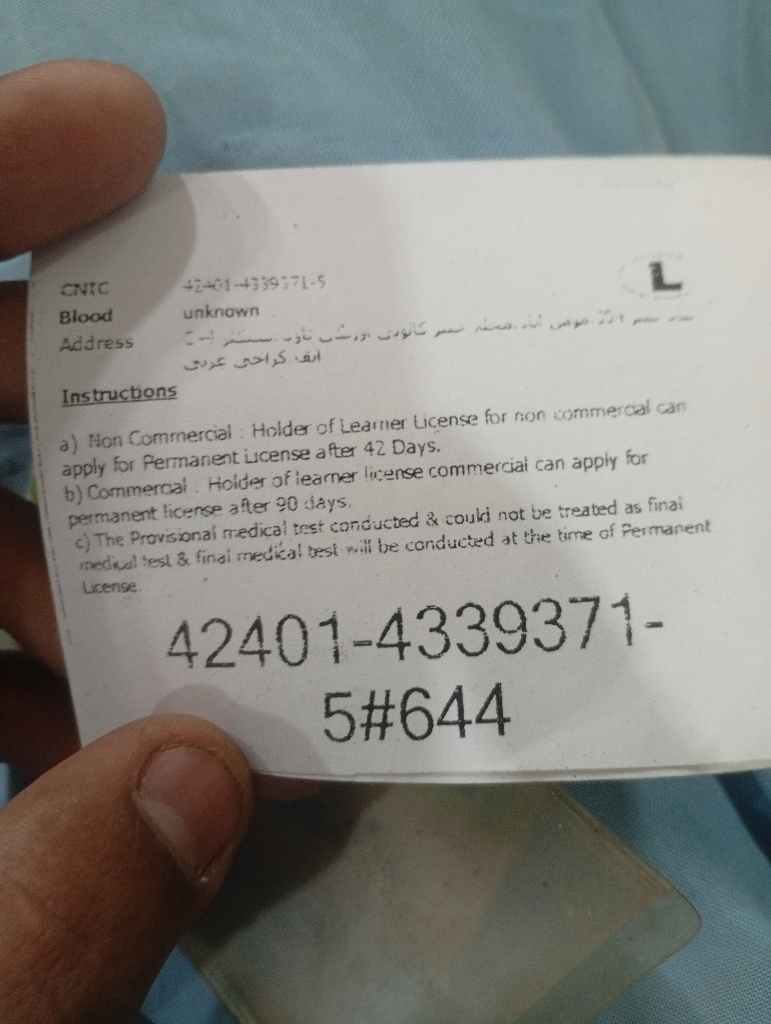 CNIC 42401-4339371-5
L
Blood unknown
Address
کراچی غربی
Instructions
a) Non Commercial : Holder of Learner License for non commercial can
apply for Permanent License after 42 Days.
b) Commercial : Holder of learner license commercial can apply for
permanent license after 90 days.
c) The Provisional medical test conducted & could not be treated as final
medical test & final medical test will be conducted at the time of Permanent
License.
42401-4339371-
5#644